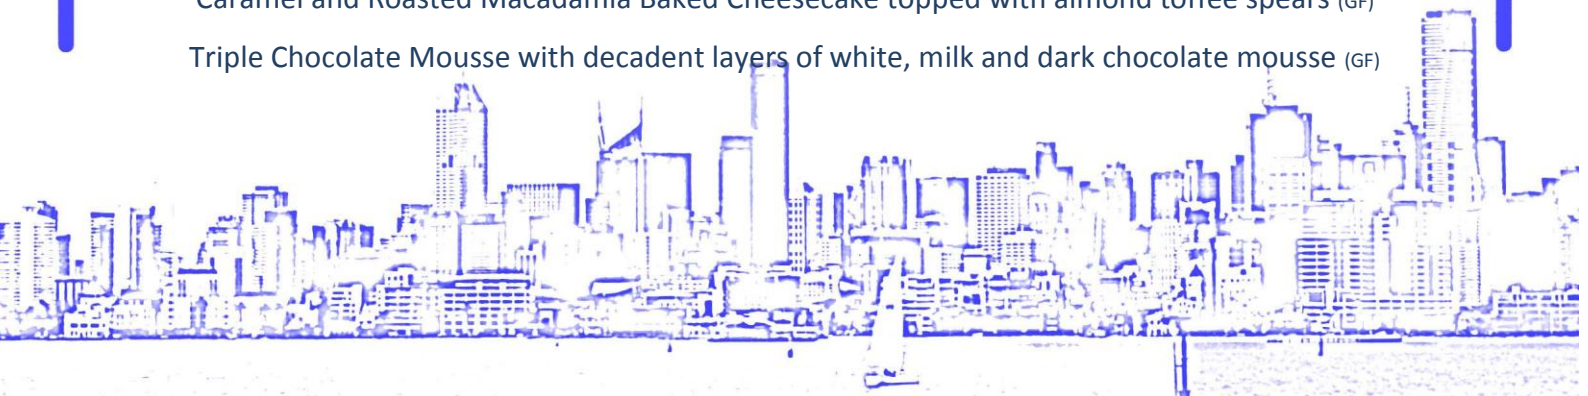 Caramel and Roasted Macadamia Baked Cheesecake topped with almond toffee spears (GF)
Triple Chocolate Mousse with decadent layers of white, milk and dark chocolate mousse (GF)